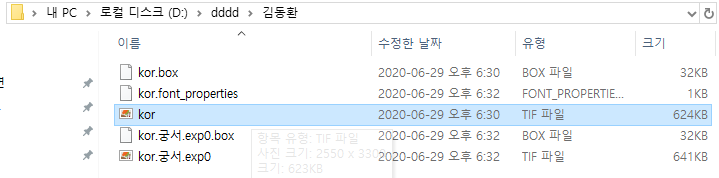 내 PC > 로컬 디스크 (D:) > dddd > 김동환
이름 수정한 날짜 유형 크기
kor.box 2020-06-29 오후 6:30 BOX 파일 32KB
kor.font_properties 2020-06-29 오후 6:32 FONT_PROPERTIE... 1KB
kor 2020-06-29 오후 6:30 TIF 파일 624KB
kor.궁서.exp0.box 2020-06-29 오후 6:32 BOX 파일 32KB
kor.궁서.exp0 2020-06-29 오후 6:32 TIF 파일 641KB
항목 유형: TIF 파일
사진 크기: 2550 x 3300
크기: 623KB